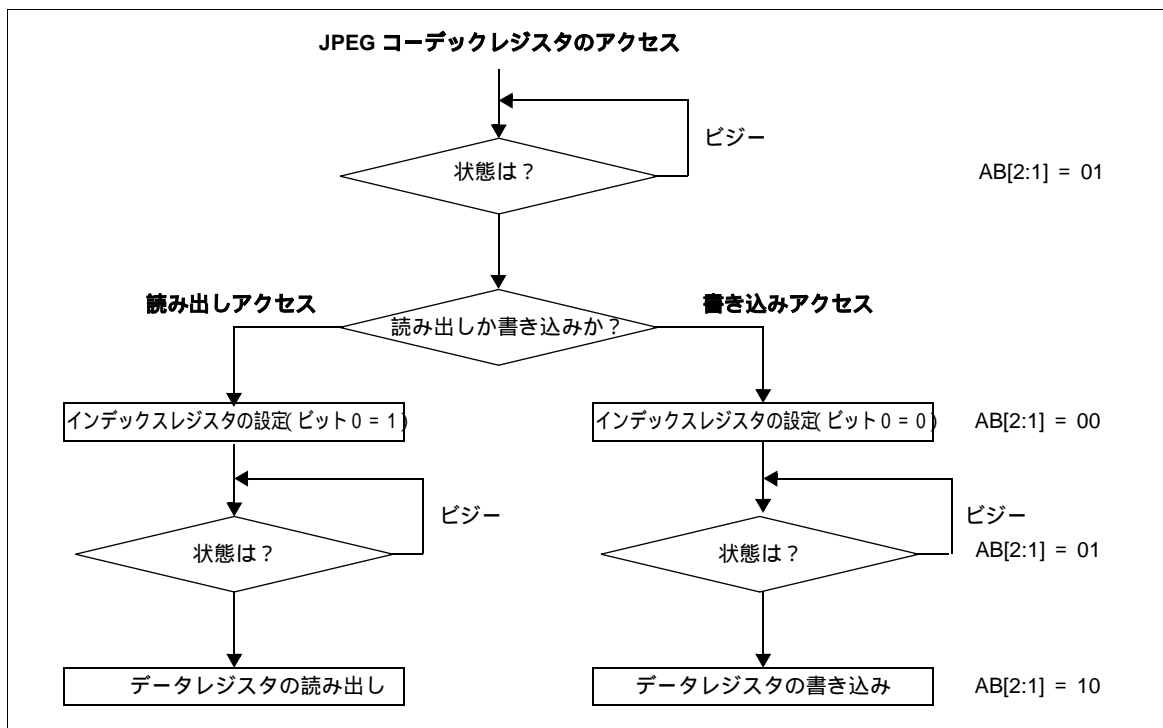 JPEG コーデックレジスタのアクセス
ビジー
状態は？
AB[2:1] = 01
読み出しアクセス
書き込みアクセス
読み出しか書き込みか？
インデックスレジスタの設定( ビット0 = 1 )
インデックスレジスタの設定( ビット0 = 0 )
AB[2:1] = 00
ビジー
ビジー
状態は？
状態は？
AB[2:1] = 01
データレジスタの読み出し
データレジスタの書き込み
AB[2:1] = 10